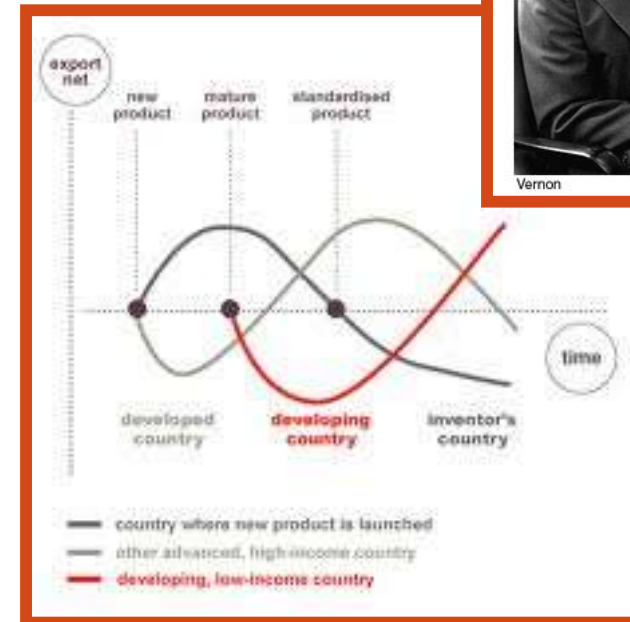 Vernon
export
net
new
product
mature
product
standardised
product
time
developed
country
developing
country
inventor's
country
country where new product is launched
other advanced, high-income country
developing, low-income country